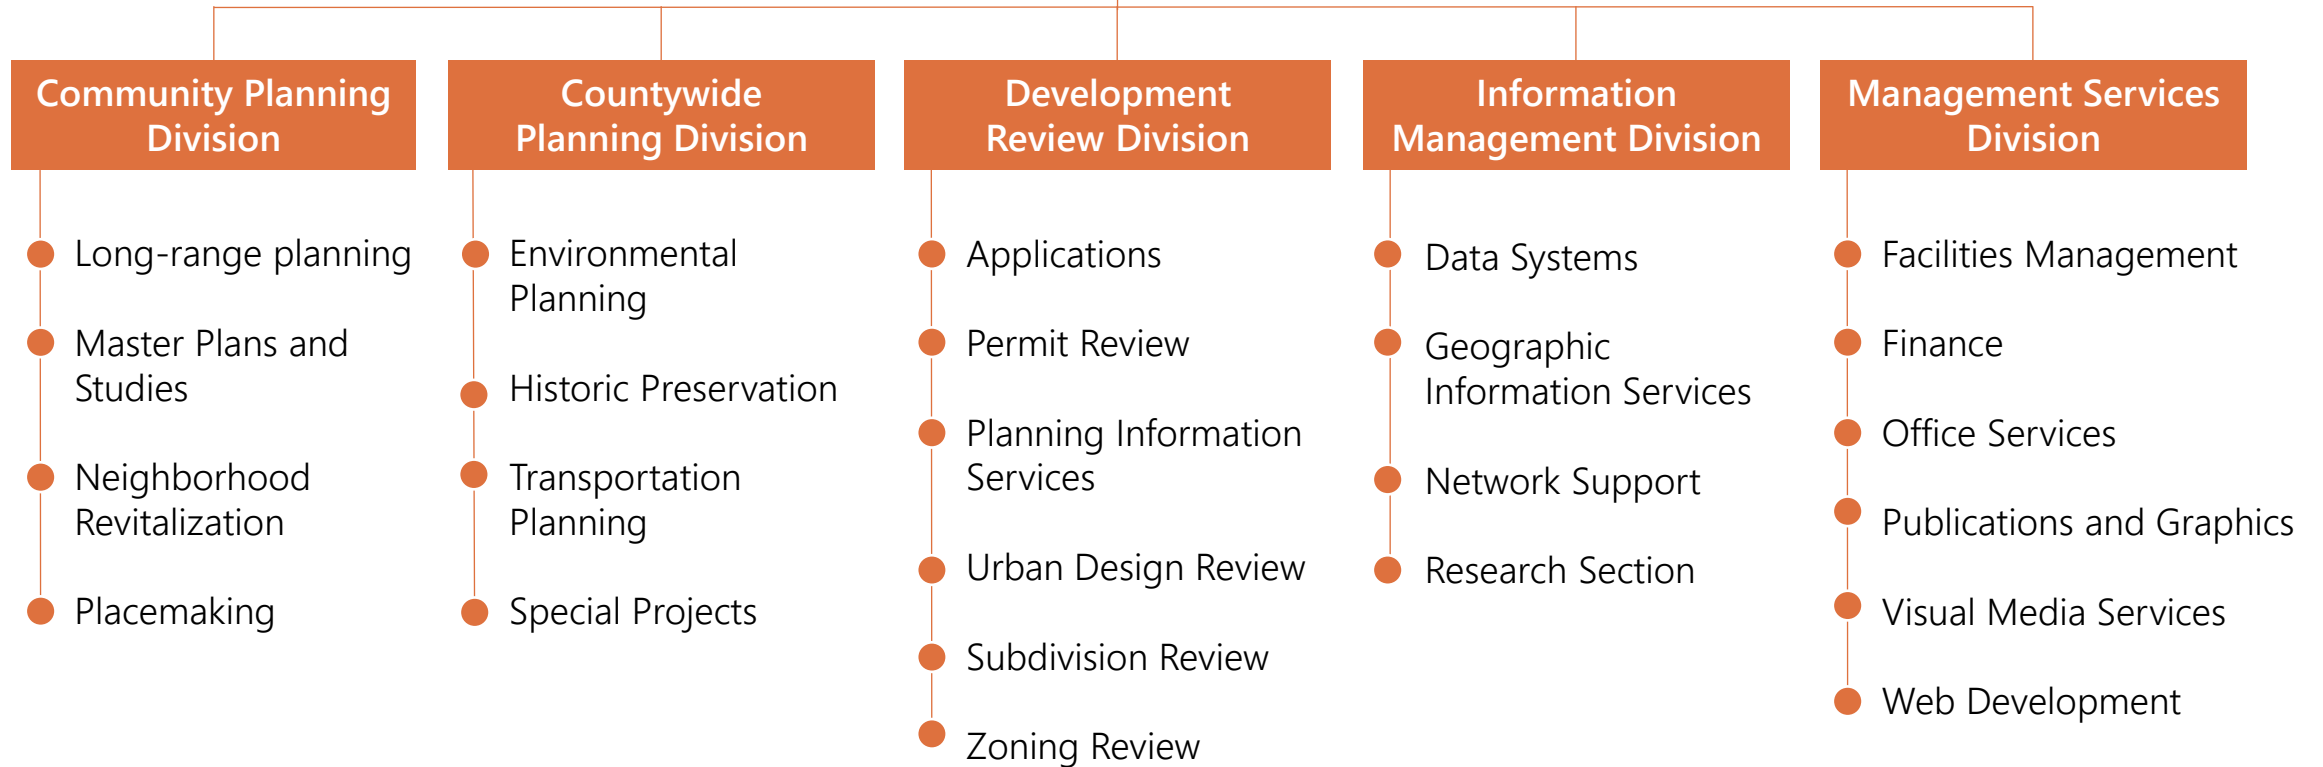 Community Planning
Division
Long-range planning
Master Plans and
Studies
Neighborhood
Revitalization
Placemaking
Countywide
Planning Division
Environmental
Planning
Historic Preservation
Transportation
Planning
Special Projects
Development
Review Division
Applications
Permit Review
Planning Information
Services
Urban Design Review
Subdivision Review
Zoning Review
Information
Management Division
Data Systems
Geographic
Information Services
Network Support
Research Section
Management Services
Division
Facilities Management
Finance
Office Services
Publications and Graphics
Visual Media Services
Web Development